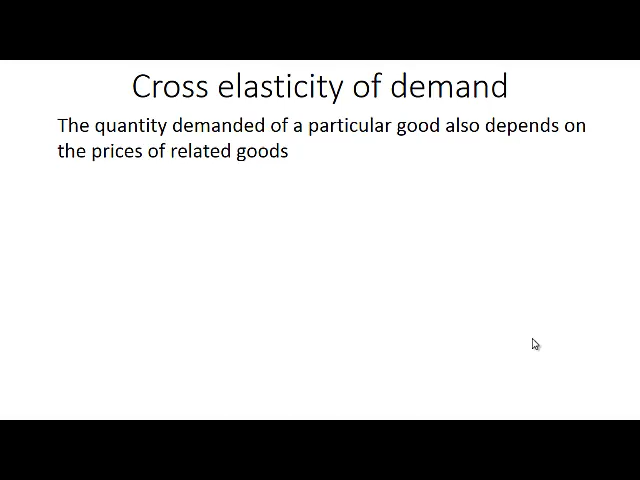 Cross elasticity of demand
The quantity demanded of a particular good also depends on
the prices of related goods